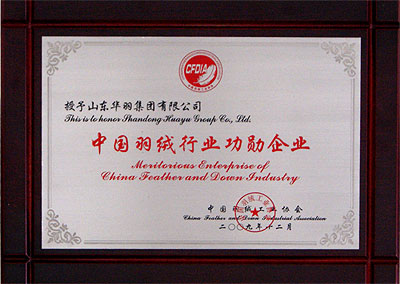 CFDIA
授予山东华羽集团有限公司
This is to honor Shandong Huayu Group Co., Ltd.
中国羽绒行业功勋企业
Meritorious Enterprise of
China Feather and Down Industry
中国羽绒工业协会
China Feather and Down Industrial Association
二〇〇九年十二月